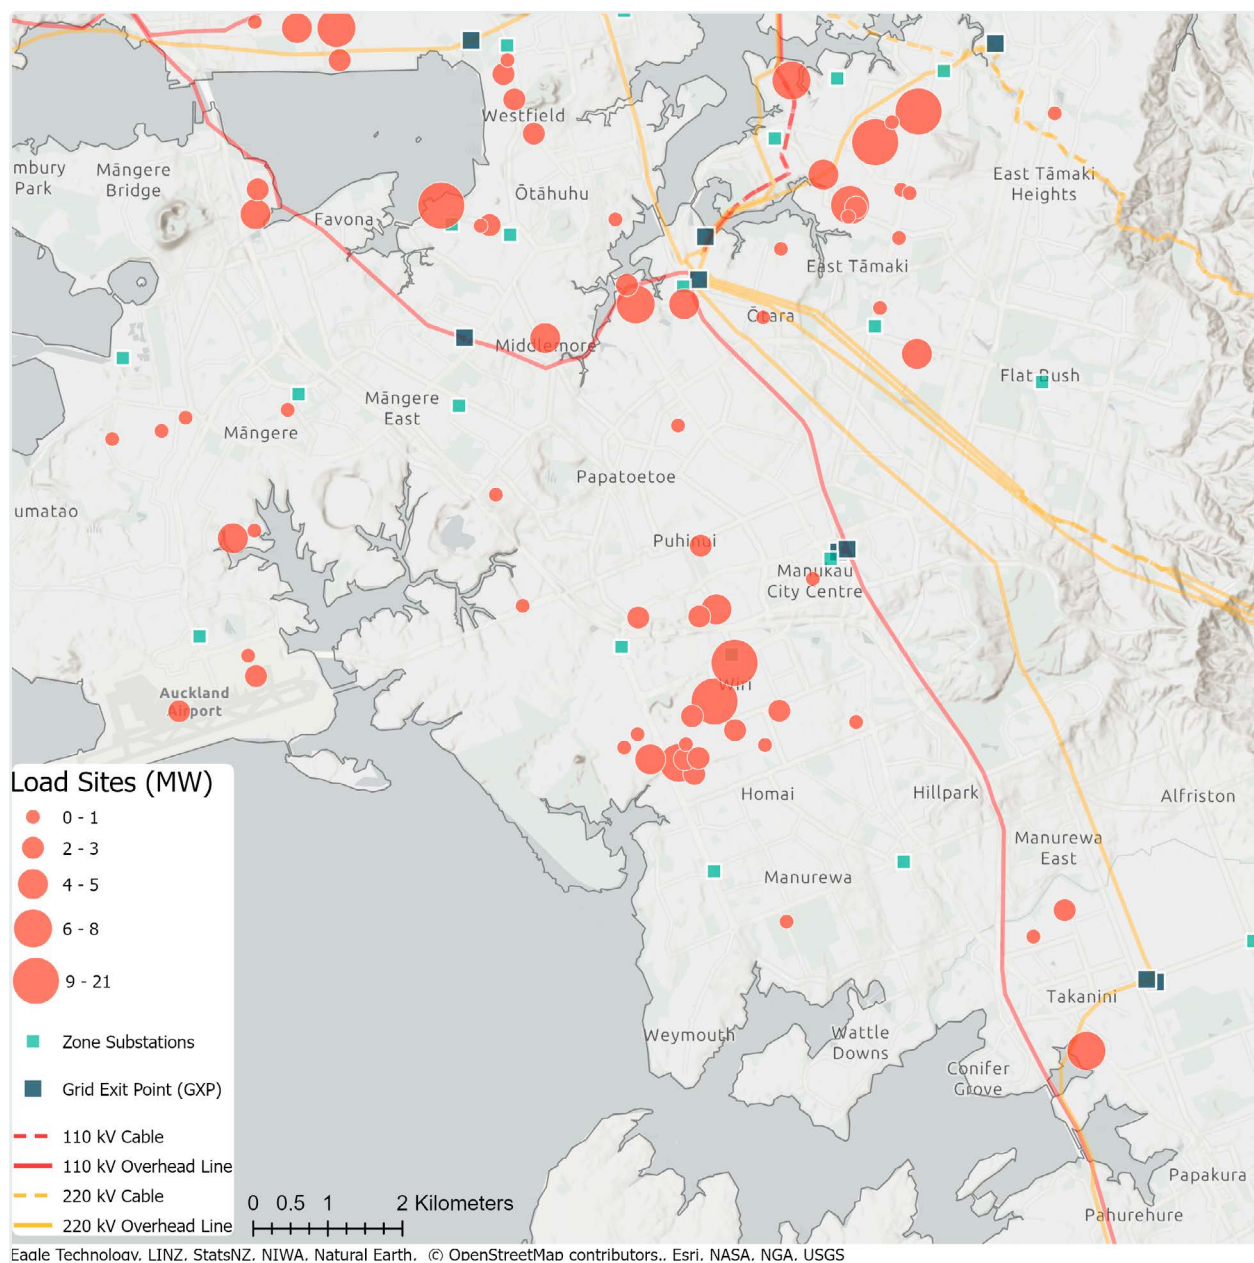 Westfield
mbury
Park
Māngere
Bridge
Ōtāhuhu
East Tāmaki
Heights
Favona
East Tāmaki
Ōtara
Middlemore
Flat Bush
Māngere
East
Māngere
Papatoetoe
umatao
Puhinui
Manukau
City Centre
Auckland
Airport
Wiri
Homai
Hillpark
Alfriston
Manurewa
East
Manurewa
Takanini
Weymouth
Wattle
Downs
Conifer
Grove
Papakura
Pahurehure
Load Sites (MW)
0 - 1
2 - 3
4 - 5
6 - 8
9 - 21
Zone Substations
Grid Exit Point (GXP)
110 kV Cable
110 kV Overhead Line
220 kV Cable
220 kV Overhead Line
0 0.5 1 2 Kilometers
Eagle Technology, LINZ, StatsNZ, NIWA, Natural Earth, © OpenStreetMap contributors., Esri, NASA, NGA, USGS